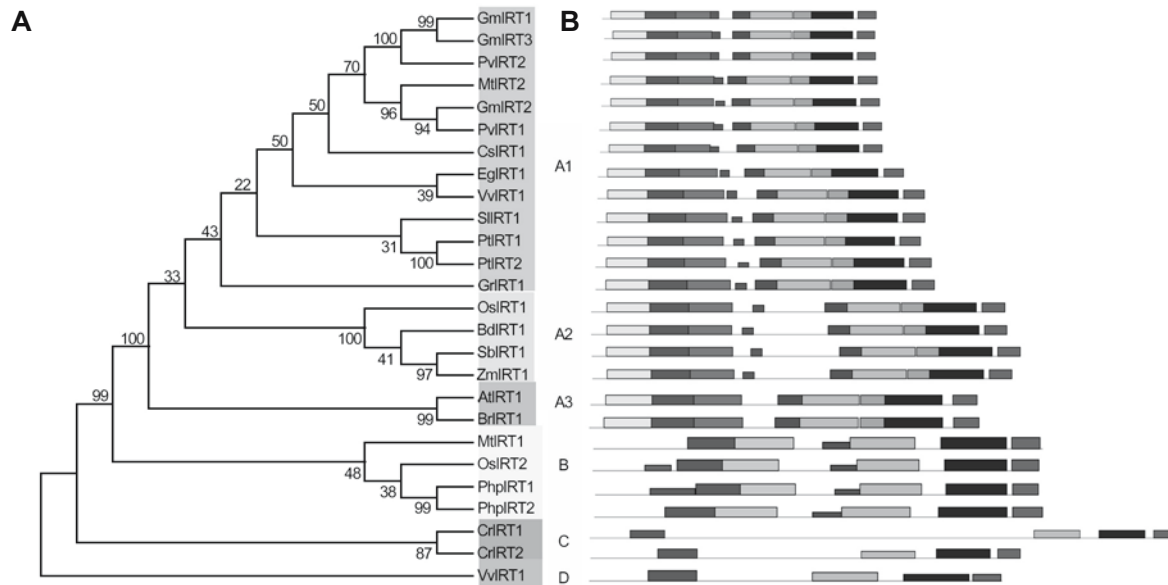 A
B
GmIRT1
GmIRT3
PvIRT2
MtIRT2
GmIRT2
PvIRT1
CsIRT1
EgIRT1
VvIRT1
SlIRT1
PtIRT1
PtIRT2
GrIRT1
OsIRT1
BdIRT1
SbIRT1
ZmIRT1
AtIRT1
BrIRT1
MtIRT1
OsIRT2
PhpIRT1
PhpIRT2
CrIRT1
CrIRT2
VvIRT1
99
100
70
96
94
50
50
39
22
31
100
43
33
100
41
97
100
99
99
48
38
99
87
A1
A2
A3
B
C
D